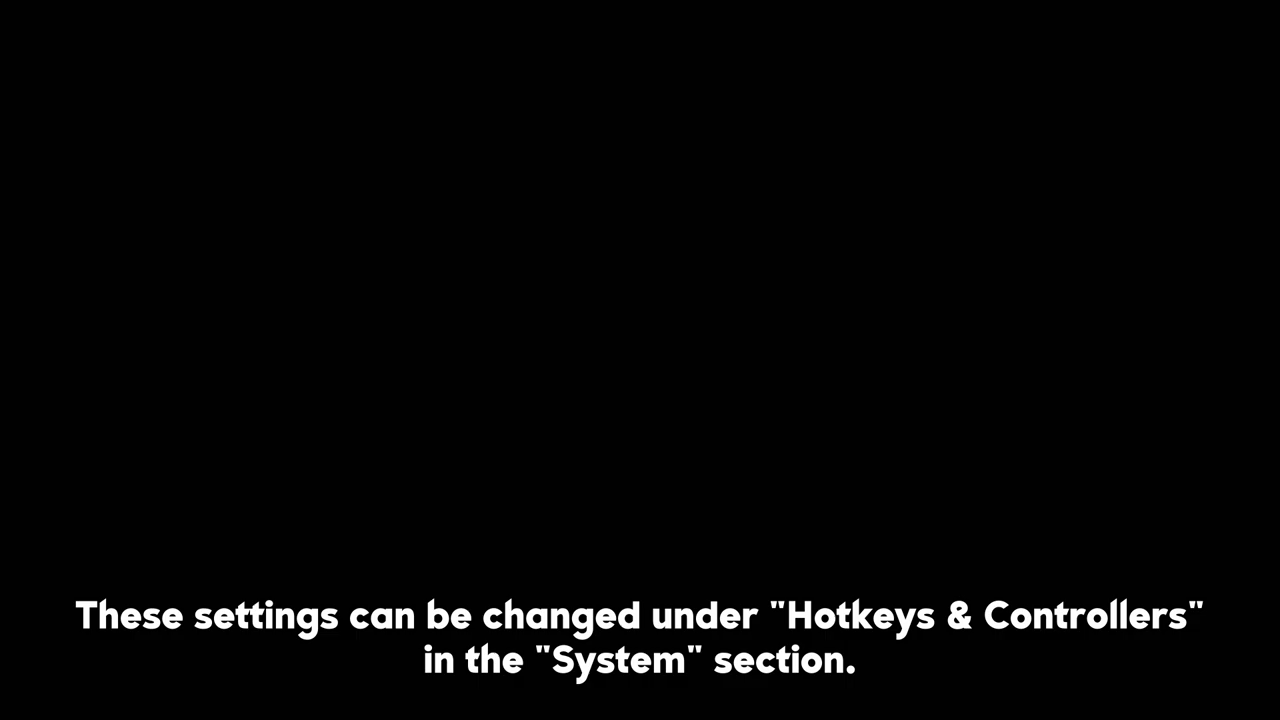 These settings can be changed under "Hotkeys & Controllers"
in the "System" section.